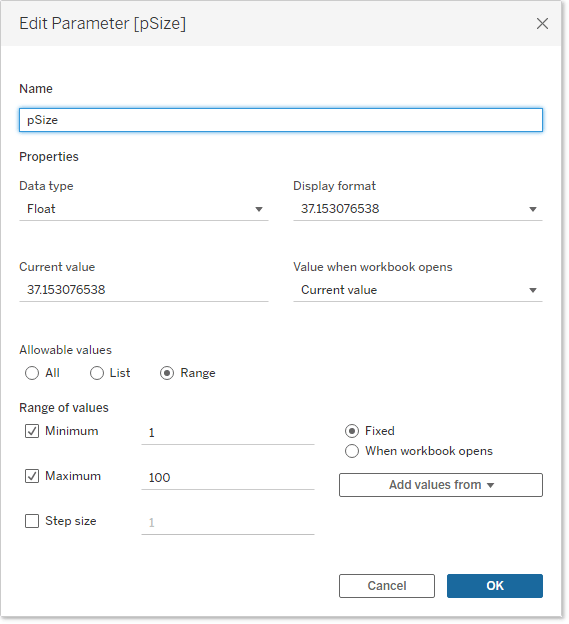 Edit Parameter [pSize]
Name
pSize
Properties
Data type
Display format
Float
37.153076538
Current value
Value when workbook opens
37.153076538
Current value
Allowable values
All
List
Range
Range of values
Minimum
1
Fixed
When workbook opens
Maximum
100
Add values from
Step size
1
Cancel
OK